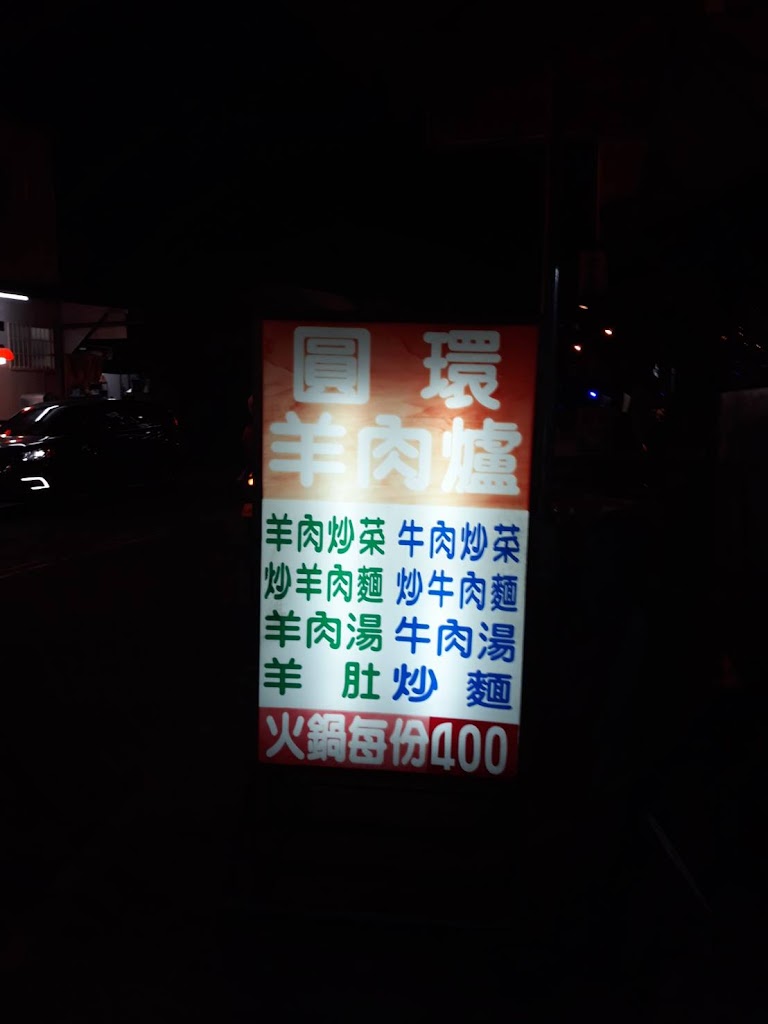 圓環
羊肉爐
羊肉炒菜 牛肉炒菜
炒羊肉麵 炒牛肉麵
羊肉湯 牛肉湯
羊肚 炒麵
火鍋每份400